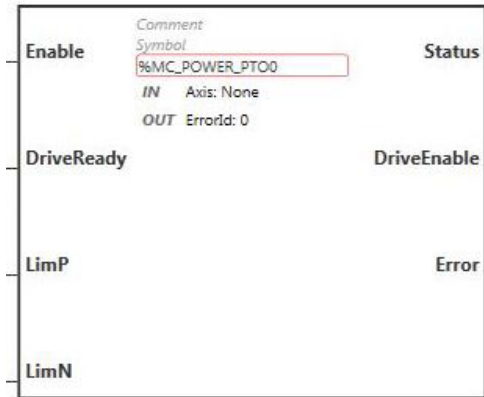 Comment
Enable
Symbol
Status
%MC_POWER_PTO0
IN Axis: None
OUT ErrorId: 0
DriveReady
DriveEnable
LimP
Error
LimN